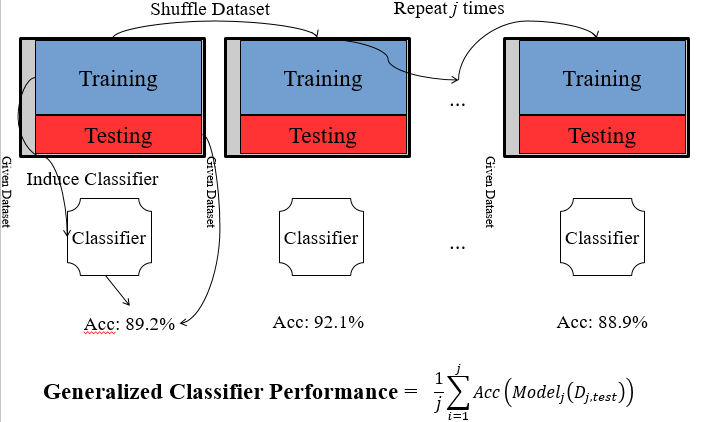 Shuffle Dataset
Repeat j times
Training
Training
Training
...
Testing
Testing
Testing
Given Dataset
Given Dataset
Given Dataset
Induce Classifier
Classifier
Classifier
...
Classifier
Acc: 89.2%
Acc: 92.1%
Acc: 88.9%
Generalized Classifier Performance = 1/j ∑_{i=1}^{j} Acc(Model_j(D_{j,test}))